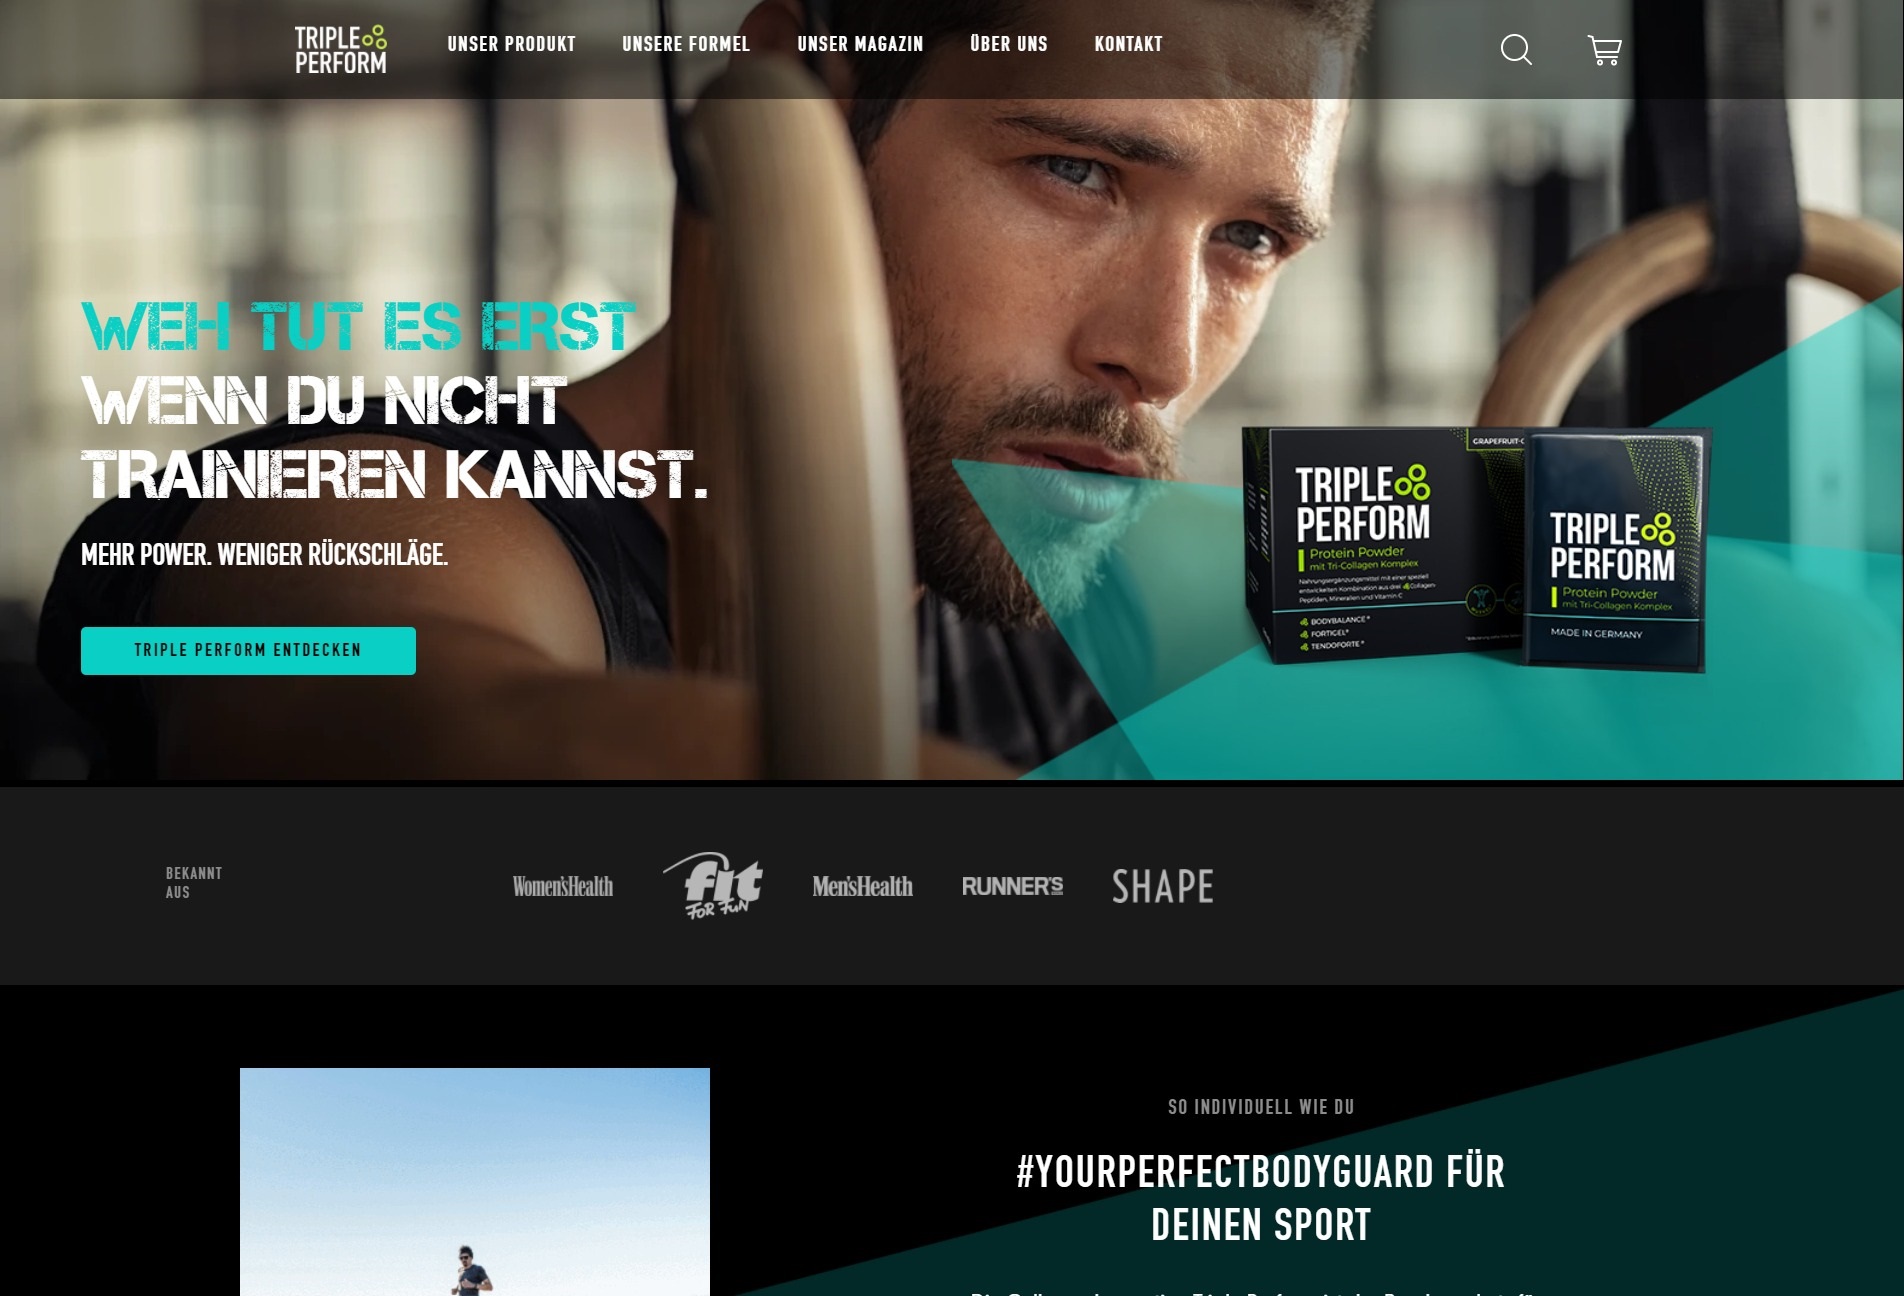 TRIPLE
PERFORM
UNSER PRODUKT
UNSERE FORMEL
UNSER MAGAZIN
ÜBER UNS
KONTAKT
WEH TUT ES ERST
WENN DU NICHT
TRAINIEREN KANNST.
MEHR POWER. WENIGER RÜCKSCHLÄGE.
TRIPLE PERFORM ENTDECKEN
GRAPEFRUIT-
TRIPLE
PERFORM
Protein Powder
mit Tri-Collagen Komplex
Nahrungsergänzungsmittel mit einer speziell
entwickelten Kombination aus drei Collagen-
Peptiden, Mineralien und Vitamin C
BODYBALANCE®
FORTIGEL®
TENDOFORTE®
TRIPLE
PERFORM
Protein Powder
mit Tri-Collagen Komplex
MADE IN GERMANY
BEKANNT
AUS
Women'sHealth
fit
FOR FUN
Men'sHealth
RUNNER'S
SHAPE
SO INDIVIDUELL WIE DU
#YOURPERFECTBODYGUARD FÜR
DEINEN SPORT